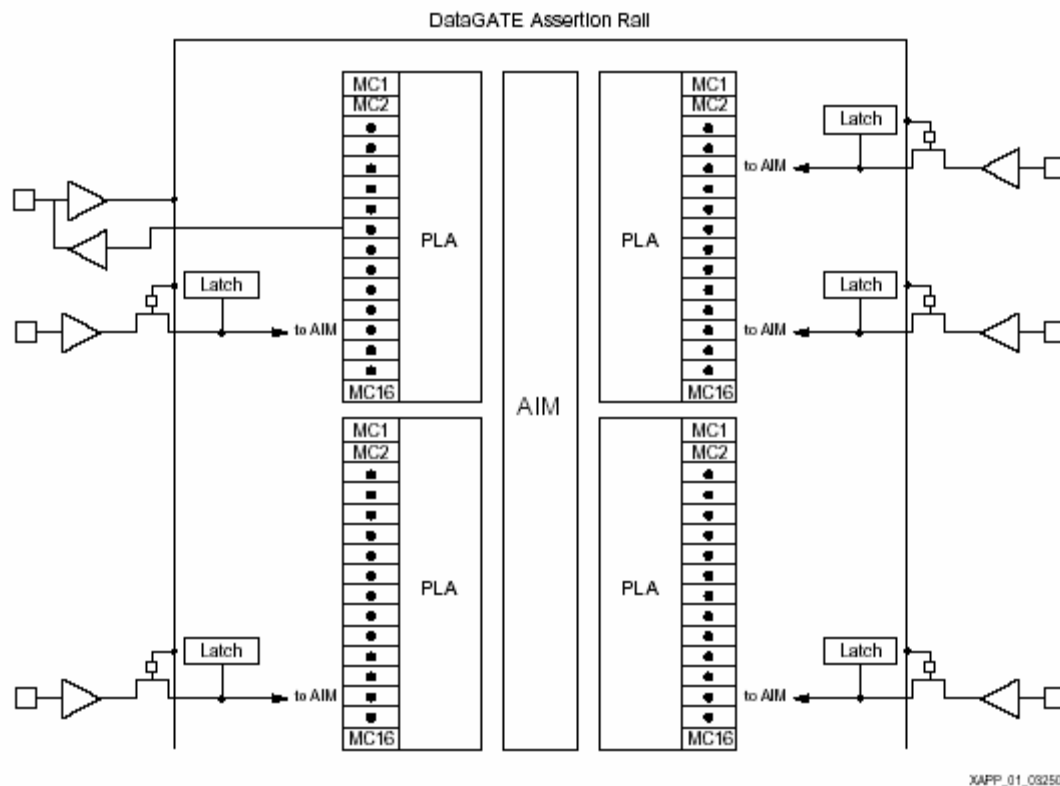 DataGATE Assertion Rail
MC1
MC2
PLA
MC16
MC1
MC2
PLA
MC16
AIM
MC1
MC2
PLA
MC16
MC1
MC2
PLA
MC16
Latch
to AIM
Latch
to AIM
Latch
to AIM
Latch
to AIM
Latch
to AIM
XAPP_01_03250